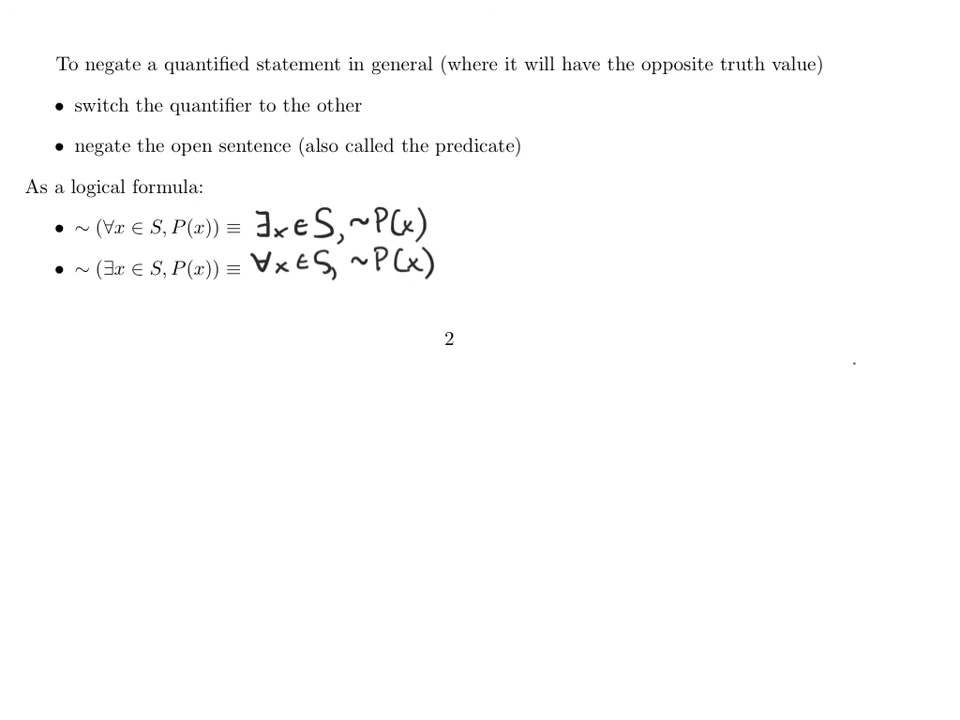 To negate a quantified statement in general (where it will have the opposite truth value)
• switch the quantifier to the other
• negate the open sentence (also called the predicate)
As a logical formula:
• ∼ (∀x ∈ S, P(x)) ≡ ∃x ∈ S, ~P(x)
• ∼ (∃x ∈ S, P(x)) ≡ ∀x ∈ S, ~P(x)
2